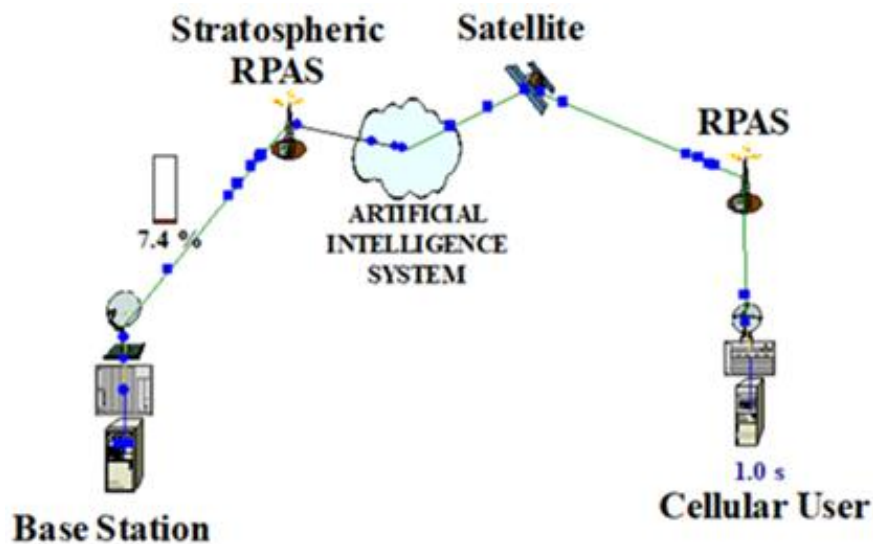 Stratospheric
RPAS
Satellite
RPAS
7.4 %
ARTIFICIAL
INTELLIGENCE
SYSTEM
1.0 s
Cellular User
Base Station